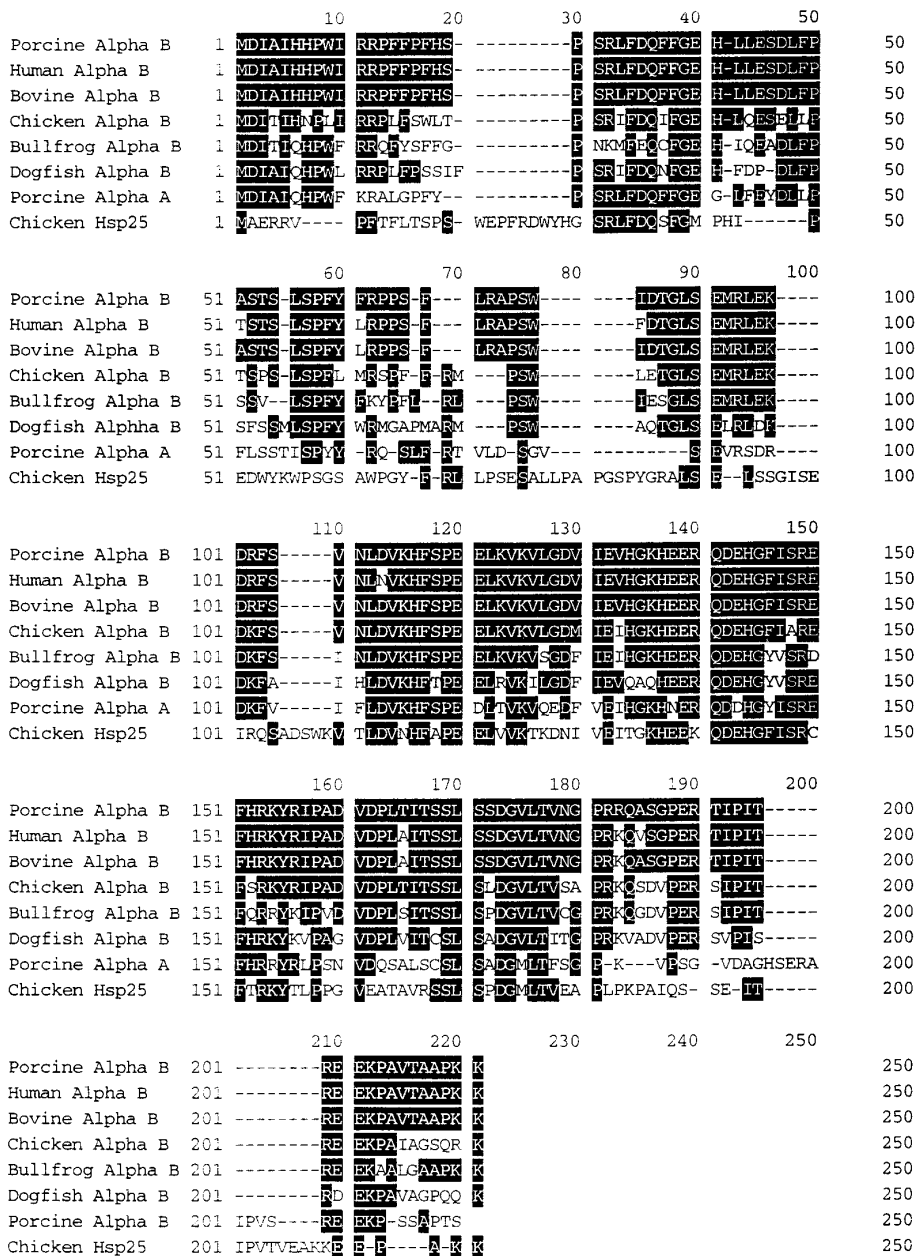 10 20 30 40 50
Porcine Alpha B 1 MDIAIHHPWI RRPFFPFHS- ---------P SRLFDQFFGE H-LLESDLFP 50
Human Alpha B 1 MDIAIHHPWI RRPFFPFHS- ---------P SRLFDQFFGE H-LLESDLFP 50
Bovine Alpha B 1 MDIAIHHPWI RRPFFPFHS- ---------P SRLFDQFFGE H-LLESDLFP 50
Chicken Alpha B 1 MDITIHNPLI RRPLFSWLT- ---------P SRIFDQIFGE H-LQESELLP 50
Bullfrog Alpha B 1 MDITIQHPWF RRQFYSFFG- ---------P NKMFEQCFGE H-IQEADLFP 50
Dogfish Alpha B 1 MDIAIQHPWL RRPLFPSSIF ---------P SRIFDQNFGE H-FDP-DLFP 50
Porcine Alpha A 1 MDIAIQHPWF KRALGPFY-- ---------P SRLFDQFFGE G-LFEYDLLP 50
Chicken Hsp25 1 MAERRV---- PFTFLTSPS- WEPFRDWYHG SRLFDQSFGM PHI------P 50
60 70 80 90 100
Porcine Alpha B 51 ASTS-LSPFY FRPPS-F--- LRAPSW---- ----IDTGLS EMRLEK---- 100
Human Alpha B 51 TSTS-LSPFY LRPPS-F--- LRAPSW---- ----FDTGLS EMRLEK---- 100
Bovine Alpha B 51 ASTS-LSPFY LRPPS-F--- LRAPSW---- ----IDTGLS EMRLEK---- 100
Chicken Alpha B 51 TSPS-LSPFL MRSPF-F-RM ---PSW---- ----LETGLS EMRLEK---- 100
Bullfrog Alpha B 51 SSV--LSPFY FKYPFL--RL ---PSW---- ----IESGLS EMRLEK---- 100
Dogfish Alphha B 51 SFSSMLSPFY WRMGAPMARM ---PSW---- ----AQTGLS ELRLDK---- 100
Porcine Alpha A 51 FLSSTISPYY -RQ-SLF-RT VLD-SGV--- ---------S EVRSDR---- 100
Chicken Hsp25 51 EDWYKWPSGS AWPGY-F-RL LPSESALLPA PGSPYGRALS E--LSSGISE 100
110 120 130 140 150
Porcine Alpha B 101 DRFS-----V NLDVKHFSPE ELKVKVLGDV IEVHGKHEER QDEHGFISRE 150
Human Alpha B 101 DRFS-----V NLNVKHFSPE ELKVKVLGDV IEVHGKHEER QDEHGFISRE 150
Bovine Alpha B 101 DRFS-----V NLDVKHFSPE ELKVKVLGDV IEVHGKHEER QDEHGFISRE 150
Chicken Alpha B 101 DKFS-----V NLDVKHFSPE ELKVKVLGDM IEIHGKHEER QDEHGFIARE 150
Bullfrog Alpha B 101 DKFS-----I NLDVKHFSPE ELKVKVSGDF IEIHGKHEER QDEHGYVSRD 150
Dogfish Alpha B 101 DKFA-----I HLDVKHFTPE ELRVKILGDF IEVQAQHEER QDEHGYVSRE 150
Porcine Alpha A 101 DKFV-----I FLDVKHFSPE DLTVKVQEDF VEIHGKHNER QDDHGYISRE 150
Chicken Hsp25 101 IRQSADSWKV TLDVNHFAPE ELVVKTKDNI VEITGKHEEK QDEHGFISRC 150
160 170 180 190 200
Porcine Alpha B 151 FHRKYRIPAD VDPLTITSSL SSDGVLTVNG PRRQASGPER TIPIT----- 200
Human Alpha B 151 FHRKYRIPAD VDPLAITSSL SSDGVLTVNG PRKQVSGPER TIPIT----- 200
Bovine Alpha B 151 FHRKYRIPAD VDPLAITSSL SSDGVLTVNG PRKQASGPER TIPIT----- 200
Chicken Alpha B 151 FSRKYRIPAD VDPLTITSSL SLDGVLTVSA PRKQSDVPER SIPIT----- 200
Bullfrog Alpha B 151 FQRRYKIPVD VDPLSITSSL SPDGVLTVCG PRKQGDVPER SIPIT----- 200
Dogfish Alpha B 151 FHRKYKVPAG VDPLVITCSL SADGVLTITG PRKVADVPER SVPIS----- 200
Porcine Alpha A 151 FHRRYRLPSN VDQSALSCSL SADGMLTFSG P-K---VPSG -VDAGHSERA 200
Chicken Hsp25 151 FTRKYTLPPG VEATAVRSSL SPDGMLTVEA PLPKPAIQS- SE-IT----- 200
210 220 230 240 250
Porcine Alpha B 201 --------RE EKPAVTAAPK K 250
Human Alpha B 201 --------RE EKPAVTAAPK K 250
Bovine Alpha B 201 --------RE EKPAVTAAPK K 250
Chicken Alpha B 201 --------RE EKPAIAGSQR K 250
Bullfrog Alpha B 201 --------RE EKAALGAAPK K 250
Dogfish Alpha B 201 --------RD EKPAVAGPQQ K 250
Porcine Alpha B 201 IPVS----RE EKP-SSAPTS 250
Chicken Hsp25 201 IPVTVEAKKE E-P----A-K K 250